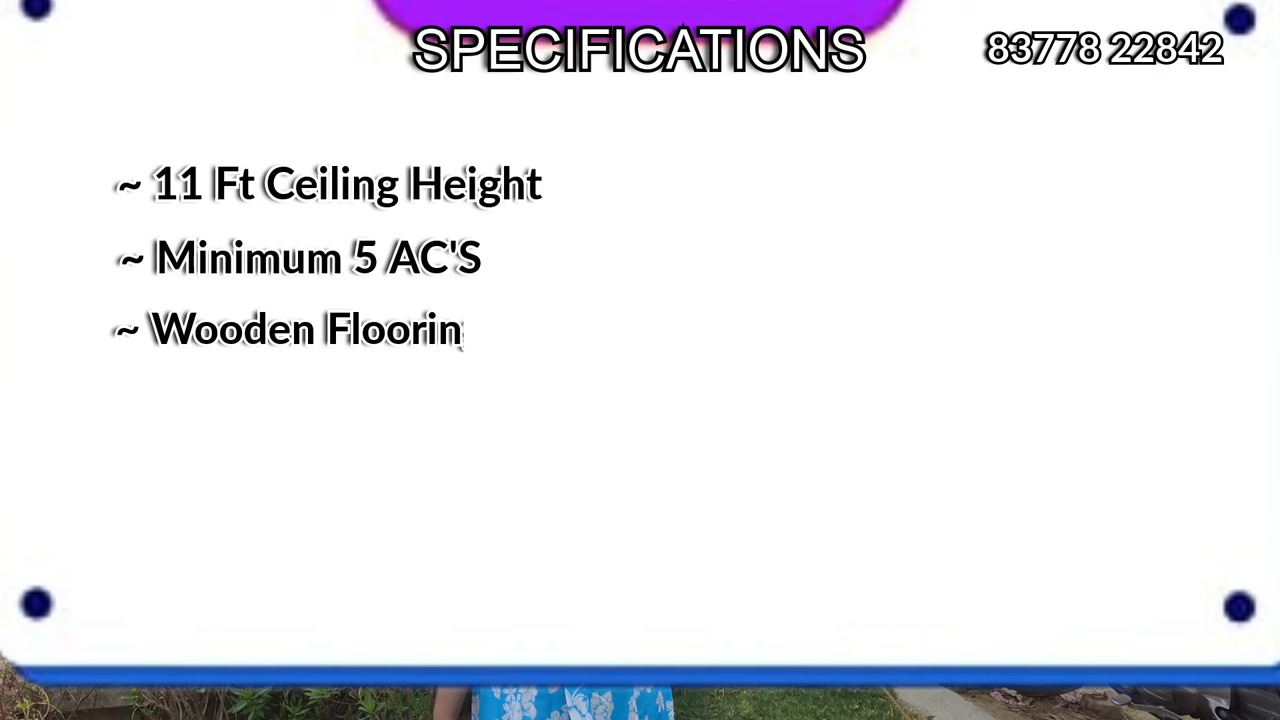 SPECIFICATIONS
83778 22842
~ 11 Ft Ceiling Height
~ Minimum 5 AC'S
~ Wooden Floorin